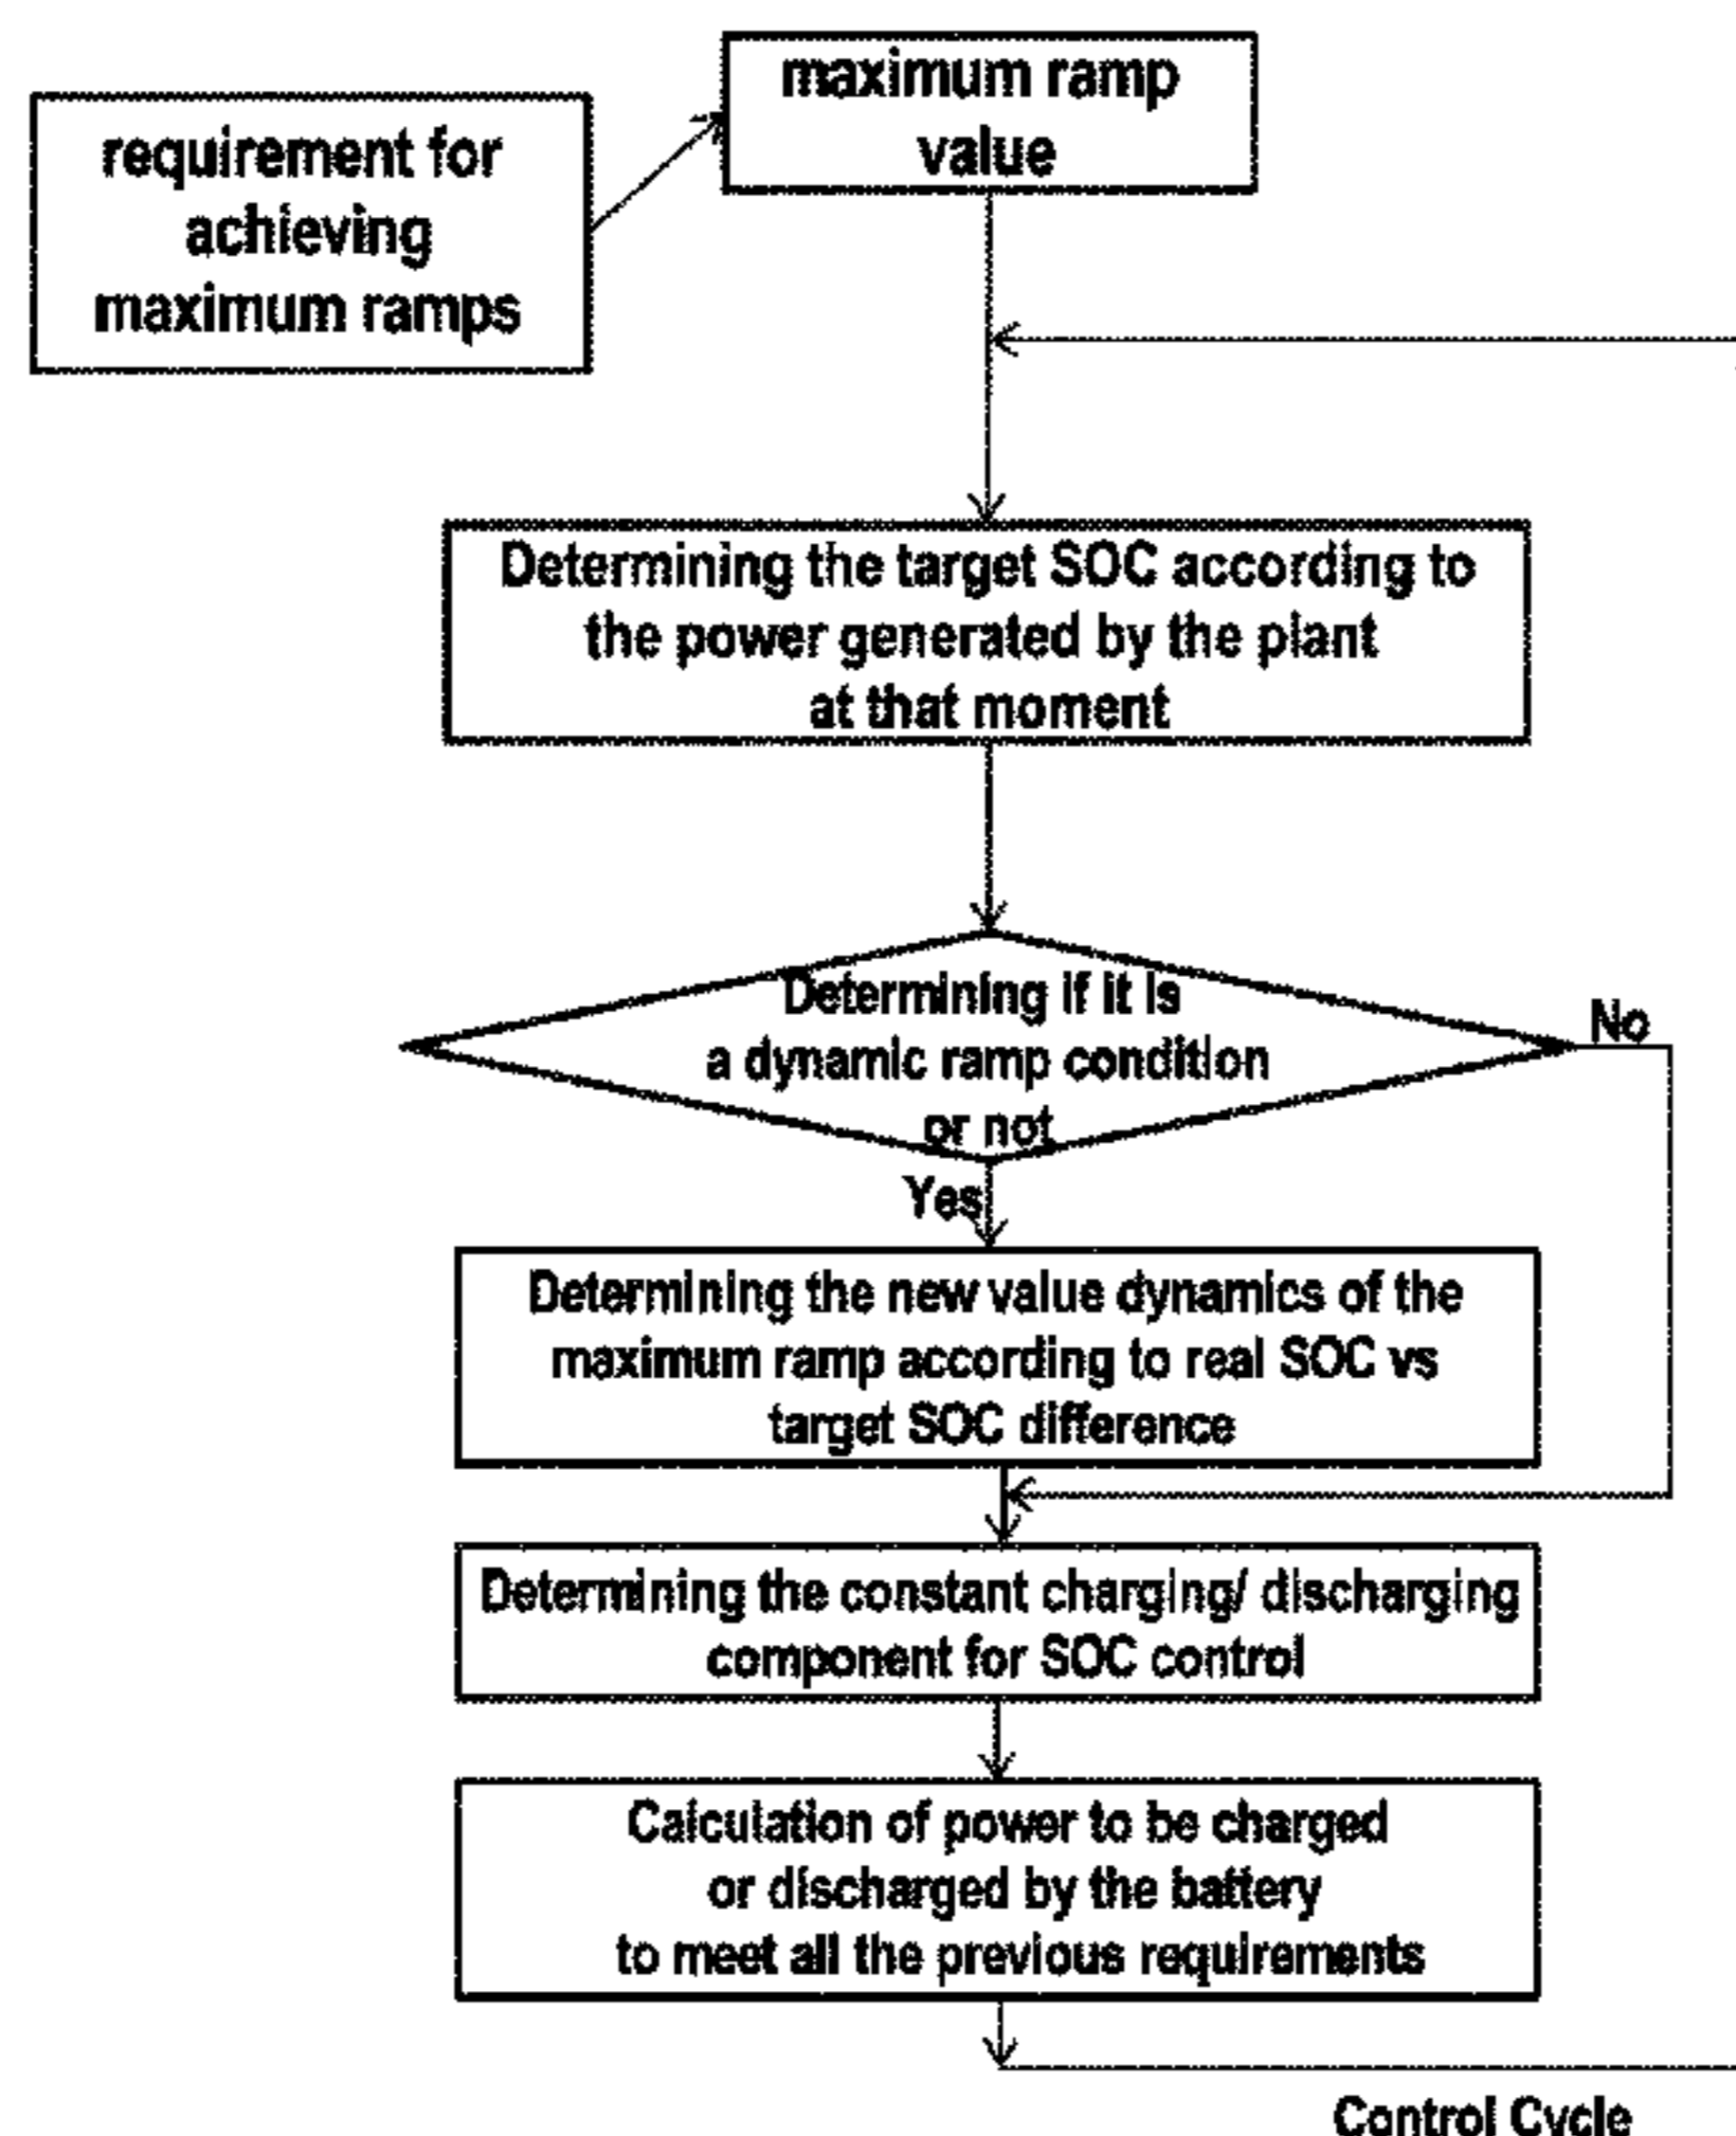 maximum ramp
value
requirement for
achieving
maximum ramps
Determining the target SOC according to
the power generated by the plant
at that moment
Determining if it is
a dynamic ramp condition
or not
No
Yes
Determining the new value dynamics of the
maximum ramp according to real SOC vs
target SOC difference
Determining the constant charging/ discharging
component for SOC control
Calculation of power to be charged
or discharged by the battery
to meet all the previous requirements
Control Cycle